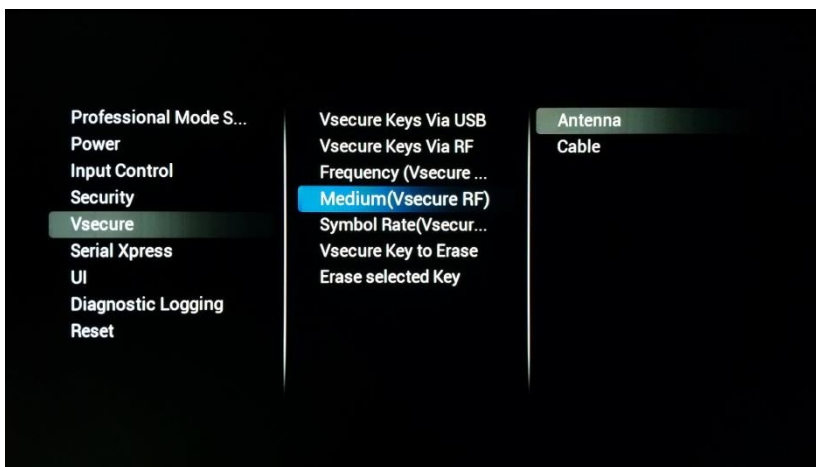 Professional Mode S...
Power
Input Control
Security
Vsecure
Serial Xpress
UI
Diagnostic Logging
Reset
Vsecure Keys Via USB
Vsecure Keys Via RF
Frequency (Vsecure ...
Medium(Vsecure RF)
Symbol Rate(Vsecur...
Vsecure Key to Erase
Erase selected Key
Antenna
Cable